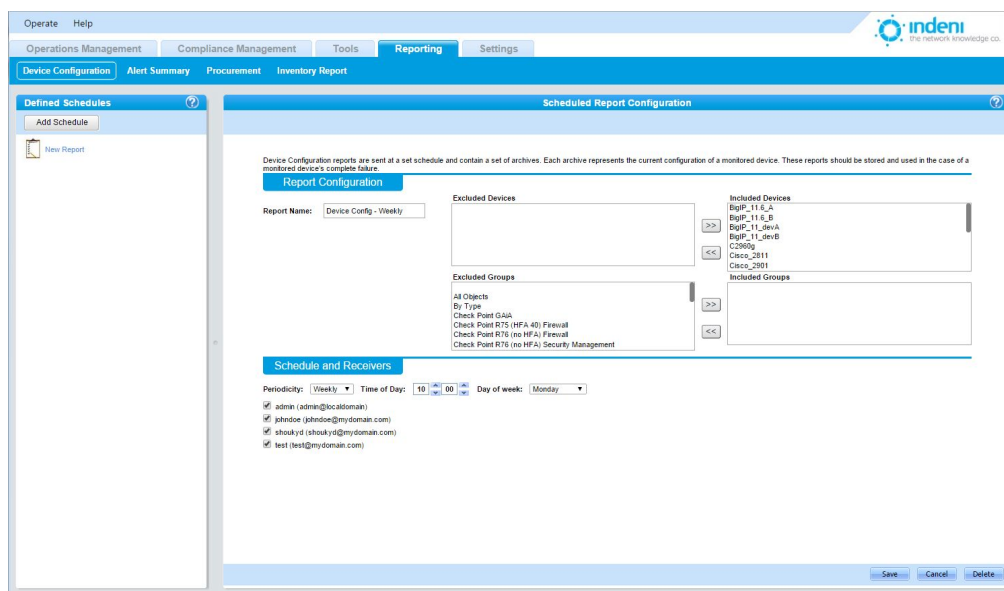 Operate Help
indeni
the network knowledge co.
Operations Management Compliance Management Tools Reporting Settings
Device Configuration Alert Summary Procurement Inventory Report
Defined Schedules ?
Add Schedule
New Report
Scheduled Report Configuration ?
Device Configuration reports are sent at a set schedule and contain a set of archives. Each archive represents the current configuration of a monitored device. These reports should be stored and used in the case of a
monitored device's complete failure.
Report Configuration
Report Name: Device Config - Weekly
Excluded Devices
>>
<<
Included Devices
BigIP_11.6_A
BigIP_11.6_B
BigIP_11_devA
BigIP_11_devB
C2960g
Cisco_2811
Cisco_2901
Excluded Groups
All Objects
By Type
Check Point GAiA
Check Point R75 (HFA 40) Firewall
Check Point R76 (no HFA) Firewall
Check Point R76 (no HFA) Security Management
>>
<<
Included Groups
Schedule and Receivers
Periodicity: Weekly Time of Day: 10 00 Day of week: Monday
admin (admin@localdomain)
johndoe (johndoe@mydomain.com)
shoukyd (shoukyd@mydomain.com)
test (test@mydomain.com)
Save Cancel Delete